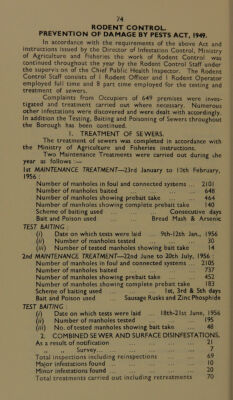 74
RODENT CONTROL.
PREVENTION OF DAMAGE BY PESTS ACT, 1949.
In accordance with the requirements of the above Act and
instructions issued by the Director of Infestation Control, Ministry
of Agriculture and Fisheries the work of Rodent Control was
continued throughout the year by the Rodent Control Staff under
the supervision of the Chief Public Health Inspector. The Rodent
Control Staff consists of 1 Rodent Officer and 1 Rodent Operator
employed full time and 8 part time employed for the testing and
treatment of sewers.
Complaints from Occupiers of 649 premises were inves-
tigated and treatment carried out where necessary. Numerous
other infestations were discovered and were dealt with accordingly.
In addition the Testing, Baiting and Poisoning of Sewers throughout
the Borough has been continued.
1. TREATMENT OF SEWERS.
The treatment of sewers was completed in accordance with
the Ministry of Agriculture and Fisheries instructions.
Two Maintenance Treatments were carried out during the
year as follows :—
1st MAINTENANCE TREATMENT—23rd January to 10th February,
1956 :
Number of manholes in foul and connected systems ... 2101
Number of manholes baited ... 648
Number of manholes showing prebait take ... 464
Number of manholes showing complete prebait take ... 140
Scheme of baiting used ... Consecutive days
Bait and Poison used ... Bread Mash & Arsenic
TEST BAITING :
(i) Date on which tests were laid ... 9th-12th Jan., 1956
(ii) Number of manholes tested ... 30
(iii) Number of tested manholes showing bait take ... 14
2nd MAINTENANCE TREATMENT—22nd June to 20th July, 1956.
Number of manholes in foul and connected systems ... 2105
Number of manholes baited ... 737
Number of manholes showing prebait take ... 452
Number of manholes showing complete prebait take ... 183
Scheme of baiting used ... 1st, 3rd & 5th days
Bait and Poison used ... Sausage Rusks and Zinc Phosphide
TEST BAITING :
(i) Date on which tests were laid ... 18th-21st June, 1956
(ii) Number of manholes tested ... 195
(iii) No. of tested manholes showing bait take ... 48
2. COMBINED SEWER AND SURFACE DISINFESTATIONS.
As a result of notification ... 21
" " Survey ... 7
Total inspections including reinspections ... 69
Major infestations found ... 10
Minor infestations found ... 20
Total treatments carried out including retreatments ... 70